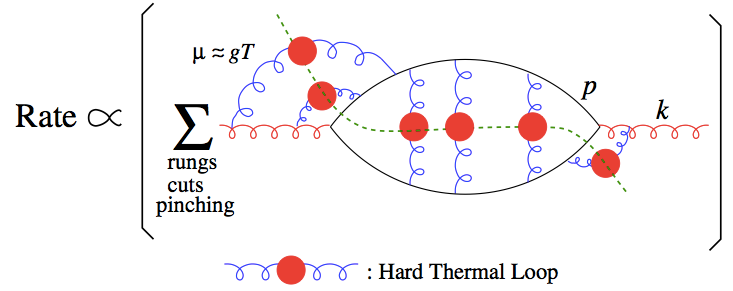 μ ≈ gT
p
k
Rate ∝ ∑
rungs
cuts
pinching
: Hard Thermal Loop